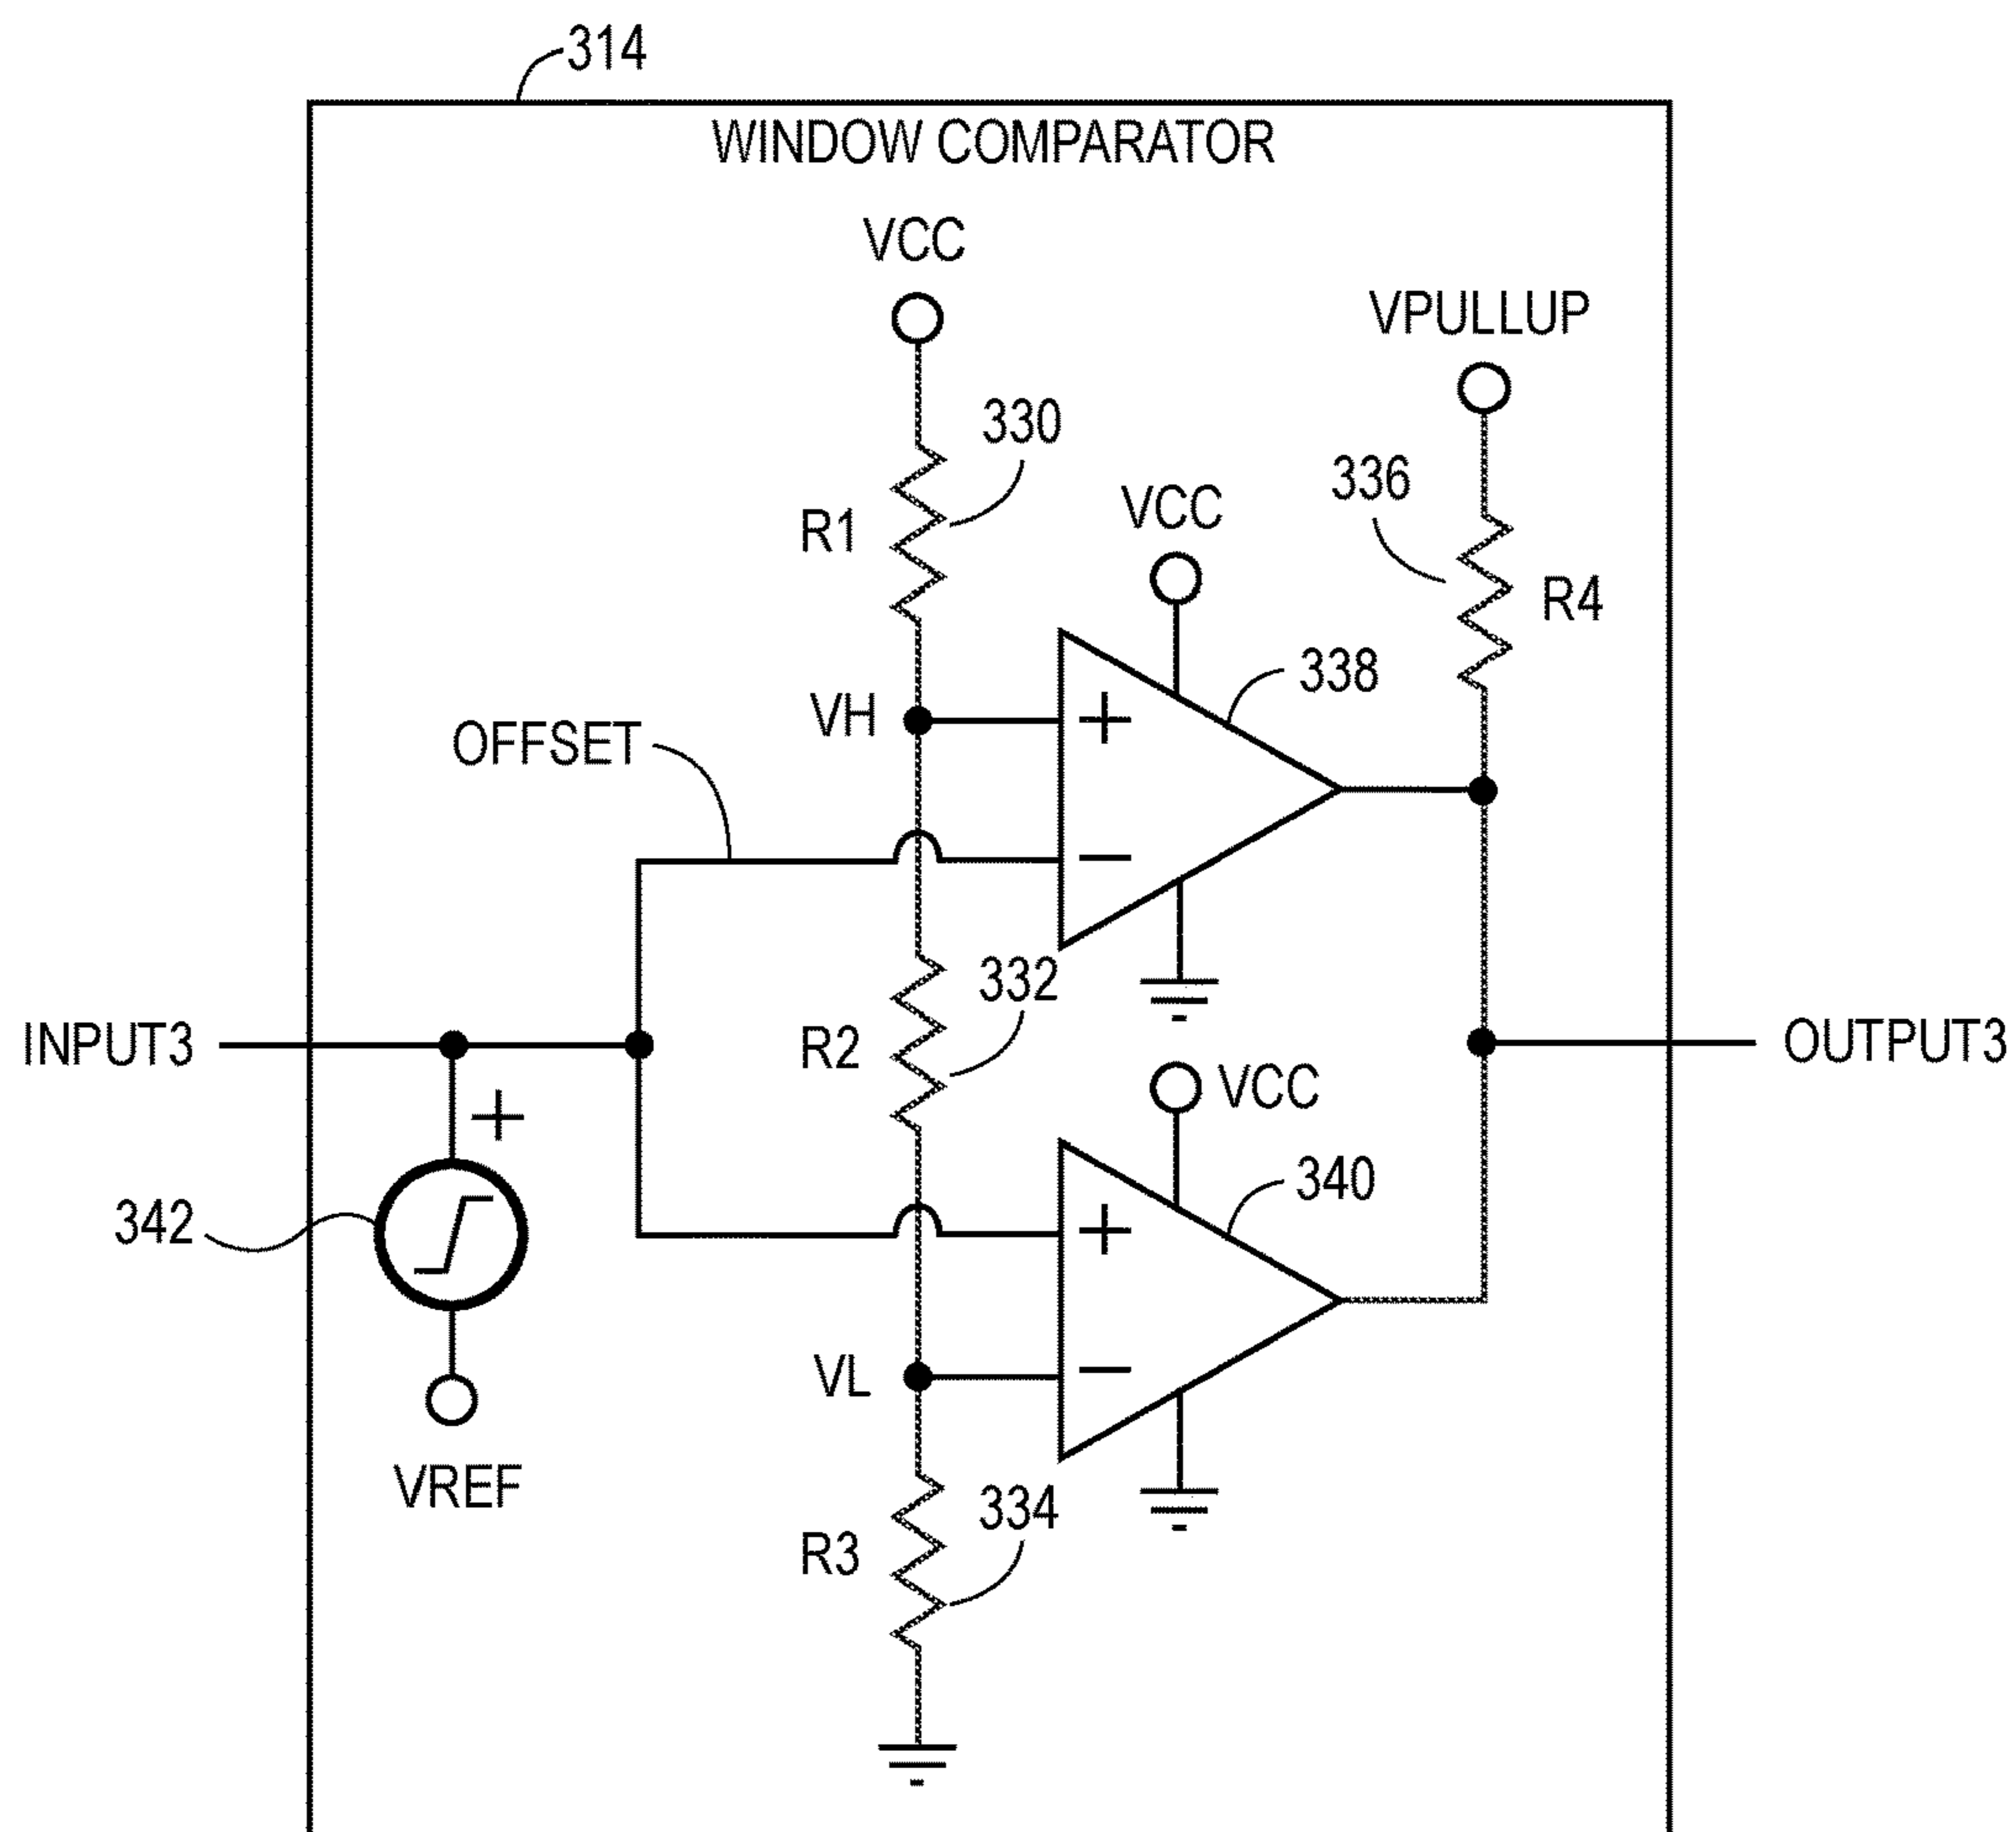 314
WINDOW COMPARATOR
VCC
VPULLUP
330
336
R1
VCC
R4
338
VH
OFFSET
+
−
332
INPUT3
R2
OUTPUT3
VCC
+
340
342
+
−
VL
VREF
334
R3